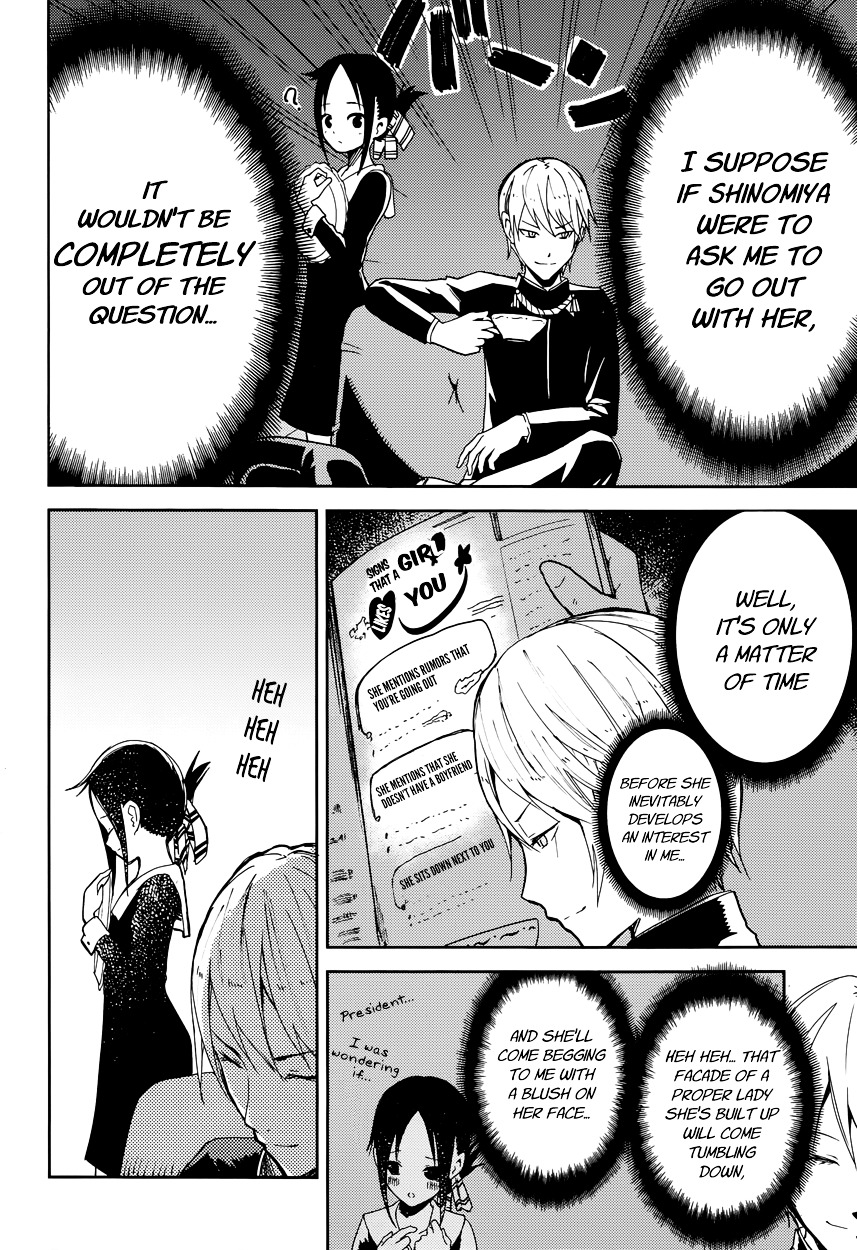 I SUPPOSE
IF SHINOMIYA
WERE TO
ASK ME TO
GO OUT
WITH HER,
?
IT
WOULDN'T BE
COMPLETELY
OUT OF THE
QUESTION...
WELL,
IT'S ONLY
A MATTER
OF TIME
BEFORE SHE
INEVITABLY
DEVELOPS
AN INTEREST
IN ME...
SIGNS
THAT A GIRL
LIKES YOU
SHE MENTIONS RUMORS THAT
YOU'RE GOING OUT
SHE MENTIONS THAT SHE
DOESN'T HAVE A BOYFRIEND
SHE SITS DOWN NEXT TO YOU
HEH
HEH
HEH
HEH HEH... THAT
FACADE OF A
PROPER LADY
SHE'S BUILT UP
WILL COME
TUMBLING
DOWN,
AND SHE'LL
COME BEGGING
TO ME WITH
A BLUSH ON
HER FACE...
President...
I was
wondering
if...